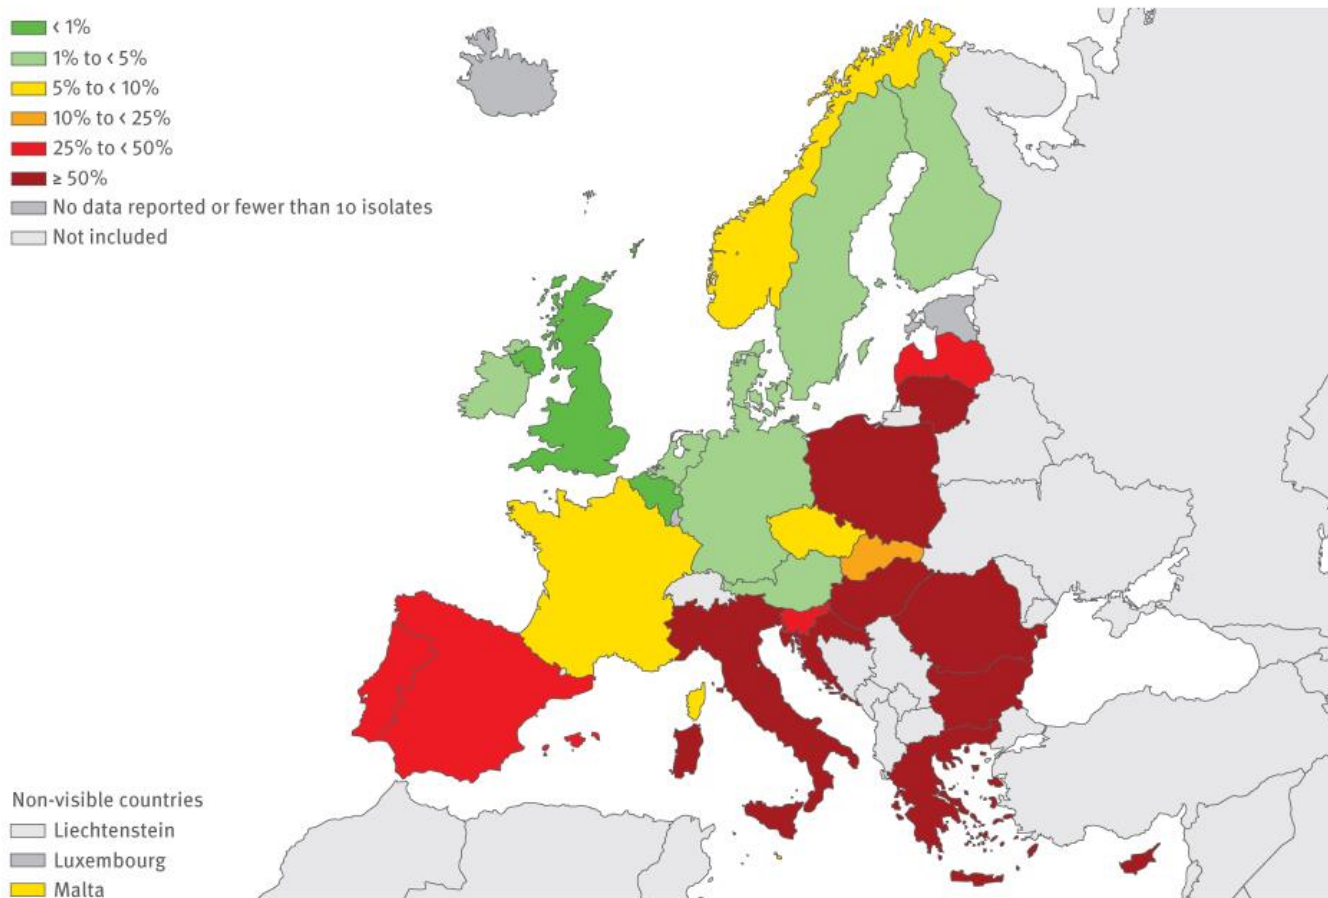 < 1%
1% to < 5%
5% to < 10%
10% to < 25%
25% to < 50%
≥ 50%
No data reported or fewer than 10 isolates
Not included
Non-visible countries
Liechtenstein
Luxembourg
Malta